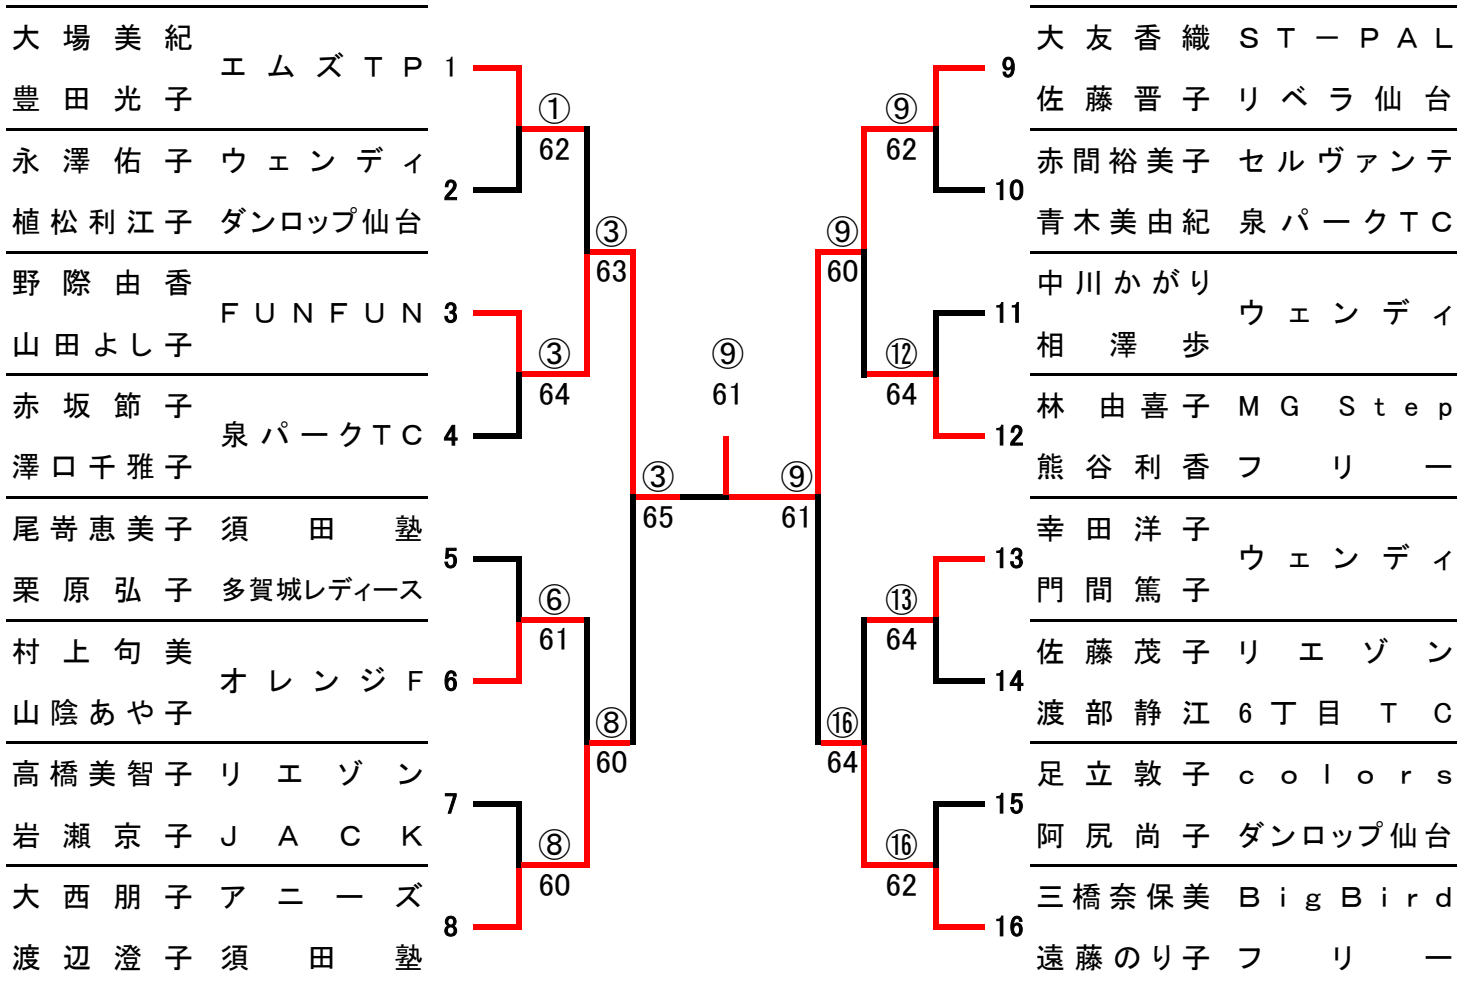 大場美紀
エムズTP 1
豊田光子
永澤佑子 ウェンディ
2
植松利江子 ダンロップ仙台
野際由香
FUNFUN 3
山田よし子
赤坂節子
泉パークTC 4
澤口千雅子
尾嵜恵美子 須田塾
5
栗原弘子 多賀城レディース
村上句美
オレンジF 6
山陰あや子
高橋美智子 リエゾン
7
岩瀬京子 JACK
大西朋子 アニーズ
8
渡辺澄子 須田塾
①
62
③
64
⑥
61
⑧
60
③
63
⑧
60
③
65
⑨
61
⑨
61
⑨
60
⑯
64
⑨
62
⑫
64
⑬
64
⑯
62
大友香織 ST-PAL
9
佐藤晋子 リベラ仙台
赤間裕美子 セルヴァンテ
10
青木美由紀 泉パークTC
中川かがり
11 ウェンディ
相澤歩
林由喜子 MG Step
12
熊谷利香 フリー
幸田洋子
13 ウェンディ
門間篤子
佐藤茂子 リエゾン
14
渡部静江 6丁目TC
足立敦子 colors
15
阿尻尚子 ダンロップ仙台
三橋奈保美 BigBird
16
遠藤のり子 フリー